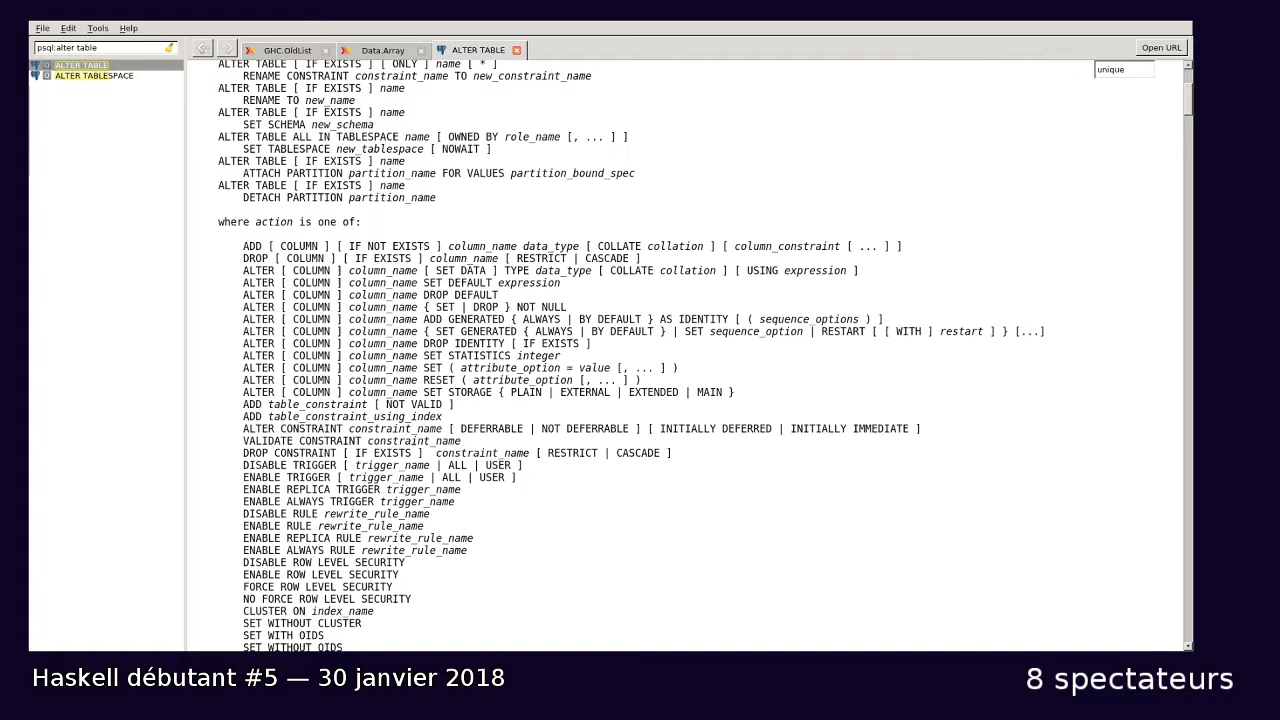 File Edit Tools Help
psql:alter table
GHC.OldList Data.Array ALTER TABLE Open URL
ALTER TABLE
ALTER TABLESPACE
unique
ALTER TABLE [ IF EXISTS ] [ ONLY ] name [ * ]
RENAME CONSTRAINT constraint_name TO new_constraint_name
ALTER TABLE [ IF EXISTS ] name
RENAME TO new_name
ALTER TABLE [ IF EXISTS ] name
SET SCHEMA new_schema
ALTER TABLE ALL IN TABLESPACE name [ OWNED BY role_name [, ... ] ]
SET TABLESPACE new_tablespace [ NOWAIT ]
ALTER TABLE [ IF EXISTS ] name
ATTACH PARTITION partition_name FOR VALUES partition_bound_spec
ALTER TABLE [ IF EXISTS ] name
DETACH PARTITION partition_name
where action is one of:
ADD [ COLUMN ] [ IF NOT EXISTS ] column_name data_type [ COLLATE collation ] [ column_constraint [ ... ] ]
DROP [ COLUMN ] [ IF EXISTS ] column_name [ RESTRICT | CASCADE ]
ALTER [ COLUMN ] column_name [ SET DATA ] TYPE data_type [ COLLATE collation ] [ USING expression ]
ALTER [ COLUMN ] column_name SET DEFAULT expression
ALTER [ COLUMN ] column_name DROP DEFAULT
ALTER [ COLUMN ] column_name { SET | DROP } NOT NULL
ALTER [ COLUMN ] column_name ADD GENERATED { ALWAYS | BY DEFAULT } AS IDENTITY [ ( sequence_options ) ]
ALTER [ COLUMN ] column_name { SET GENERATED { ALWAYS | BY DEFAULT } | SET sequence_option | RESTART [ [ WITH ] restart ] } [...]
ALTER [ COLUMN ] column_name DROP IDENTITY [ IF EXISTS ]
ALTER [ COLUMN ] column_name SET STATISTICS integer
ALTER [ COLUMN ] column_name SET ( attribute_option = value [, ... ] )
ALTER [ COLUMN ] column_name RESET ( attribute_option [, ... ] )
ALTER [ COLUMN ] column_name SET STORAGE { PLAIN | EXTERNAL | EXTENDED | MAIN }
ADD table_constraint [ NOT VALID ]
ADD table_constraint_using_index
ALTER CONSTRAINT constraint_name [ DEFERRABLE | NOT DEFERRABLE ] [ INITIALLY DEFERRED | INITIALLY IMMEDIATE ]
VALIDATE CONSTRAINT constraint_name
DROP CONSTRAINT [ IF EXISTS ]  constraint_name [ RESTRICT | CASCADE ]
DISABLE TRIGGER [ trigger_name | ALL | USER ]
ENABLE TRIGGER [ trigger_name | ALL | USER ]
ENABLE REPLICA TRIGGER trigger_name
ENABLE ALWAYS TRIGGER trigger_name
DISABLE RULE rewrite_rule_name
ENABLE RULE rewrite_rule_name
ENABLE REPLICA RULE rewrite_rule_name
ENABLE ALWAYS RULE rewrite_rule_name
DISABLE ROW LEVEL SECURITY
ENABLE ROW LEVEL SECURITY
FORCE ROW LEVEL SECURITY
NO FORCE ROW LEVEL SECURITY
CLUSTER ON index_name
SET WITHOUT CLUSTER
SET WITH OIDS
SET WITHOUT OIDS
Haskell débutant #5 — 30 janvier 2018
8 spectateurs